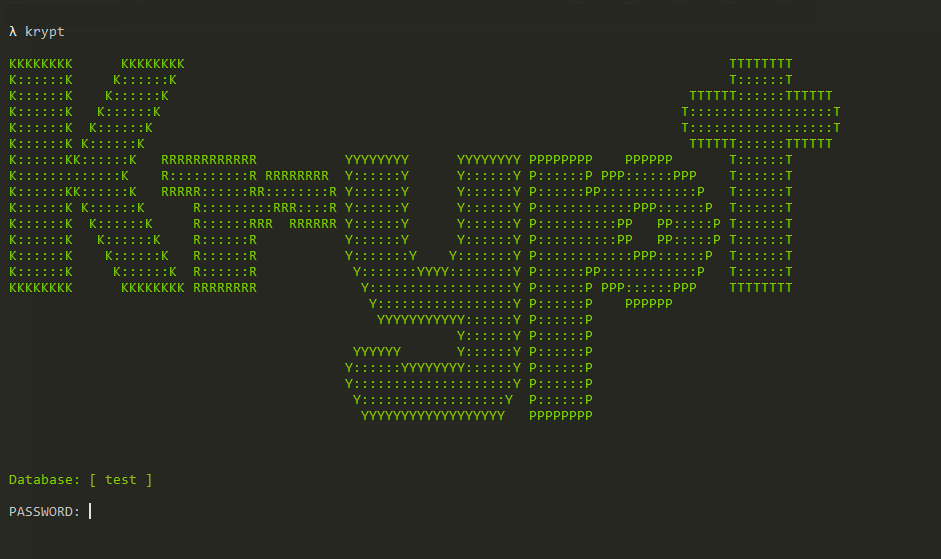 λ krypt
KKKKKKKK      KKKKKKKK                                                                    TTTTTTTT
K::::::K     K::::::K                                                                     T::::::T
K::::::K    K::::::K                                                                 TTTTTT::::::TTTTTT
K::::::K   K::::::K                                                                 T::::::::::::::::::T
K::::::K  K::::::K                                                                  T::::::::::::::::::T
K::::::K K::::::K                                                                    TTTTTT::::::TTTTTT
K::::::KK::::::K   RRRRRRRRRRRR           YYYYYYYY      YYYYYYYY PPPPPPPP    PPPPPP       T::::::T
K:::::::::::::K    R::::::::::R RRRRRRRR  Y::::::Y      Y::::::Y P::::::P PPP::::::PPP    T::::::T
K::::::KK::::::K   RRRRR::::::RR::::::::R Y::::::Y      Y::::::Y P::::::PP::::::::::::P   T::::::T
K::::::K K::::::K      R:::::::::RRR::::R Y::::::Y      Y::::::Y P::::::::::::PPP::::::P  T::::::T
K::::::K  K::::::K     R::::::RRR  RRRRRR Y::::::Y      Y::::::Y P::::::::::PP   PP:::::P T::::::T
K::::::K   K::::::K    R::::::R           Y::::::Y      Y::::::Y P::::::::::PP   PP:::::P T::::::T
K::::::K    K::::::K   R::::::R           Y:::::::Y    Y:::::::Y P::::::::::::PPP::::::P  T::::::T
K::::::K     K::::::K  R::::::R            Y:::::::YYYY::::::::Y P::::::PP::::::::::::P   T::::::T
KKKKKKKK      KKKKKKKK RRRRRRRR             Y::::::::::::::::::Y P::::::P PPP::::::PPP    TTTTTTTT
                                             Y:::::::::::::::::Y P::::::P    PPPPPP
                                              YYYYYYYYYYY::::::Y P::::::P
                                                        Y::::::Y P::::::P
                                           YYYYYY       Y::::::Y P::::::P
                                          Y::::::YYYYYYYY::::::Y P::::::P
                                          Y::::::::::::::::::::Y P::::::P
                                           Y::::::::::::::::::Y  P::::::P
                                            YYYYYYYYYYYYYYYYYY   PPPPPPPP
Database: [ test ]
PASSWORD: